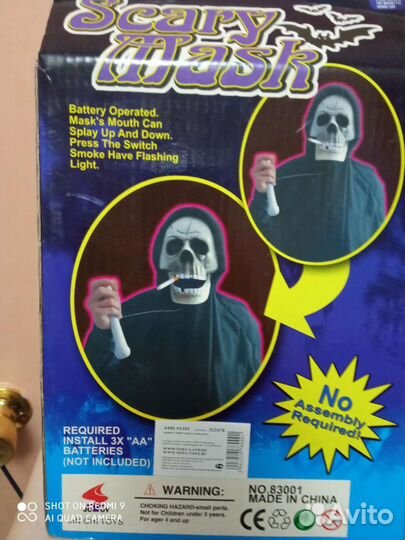 Scary
Mask
Battery Operated.
Mask's Mouth Can
Splay Up And Down.
Press The Switch
Smoke Have Flashing
Light.
No
Assembly
Required!
REQUIRED
INSTALL 3X "AA"
BATTERIES
(NOT INCLUDED)
WARNING:
CHOKING HAZARD-small parts.
Not for Children under 3 years.
For ages 4 and up
NO.83001
MADE IN CHINA
SHOT ON REDMI 9
AI QUAD CAMERA
Avito